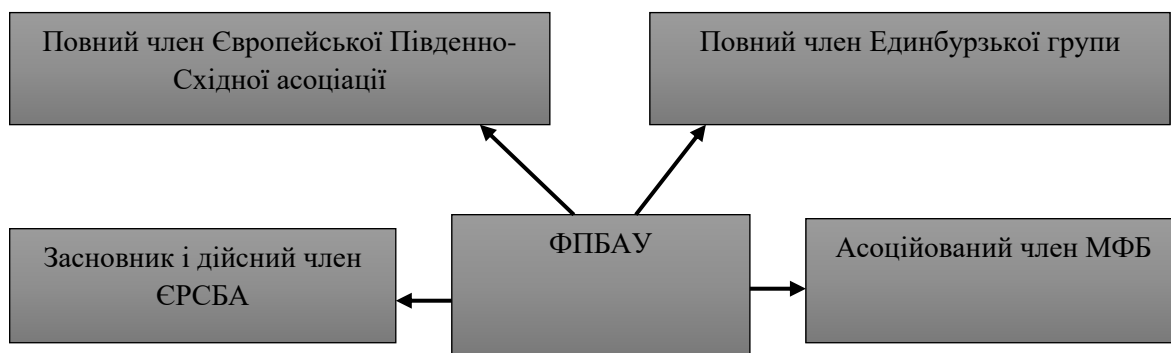 Повний член Європейської Південно-
Східної асоціації
Повний член Единбурзької групи
Засновник і дійсний член
ЄРСБА
ФПБАУ
Асоційований член МФБ